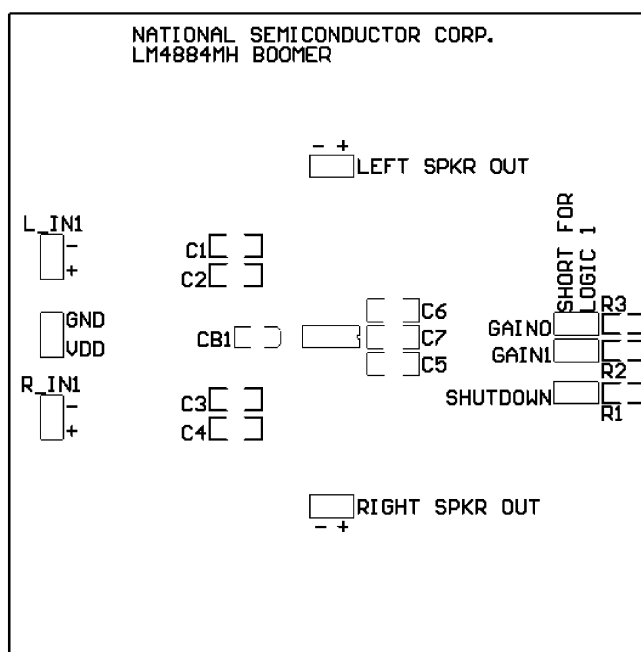 NATIONAL SEMICONDUCTOR CORP.
LM4884MH BOOMER
- +
LEFT SPKR OUT
L_IN1
-
+
C1
C2
SHORT FOR
LOGIC 1
GND
VDD
CB1
C6
C7
C5
GAIN0
R3
GAIN1
R2
R_IN1
-
+
C3
C4
SHUTDOWN
R1
RIGHT SPKR OUT
- +